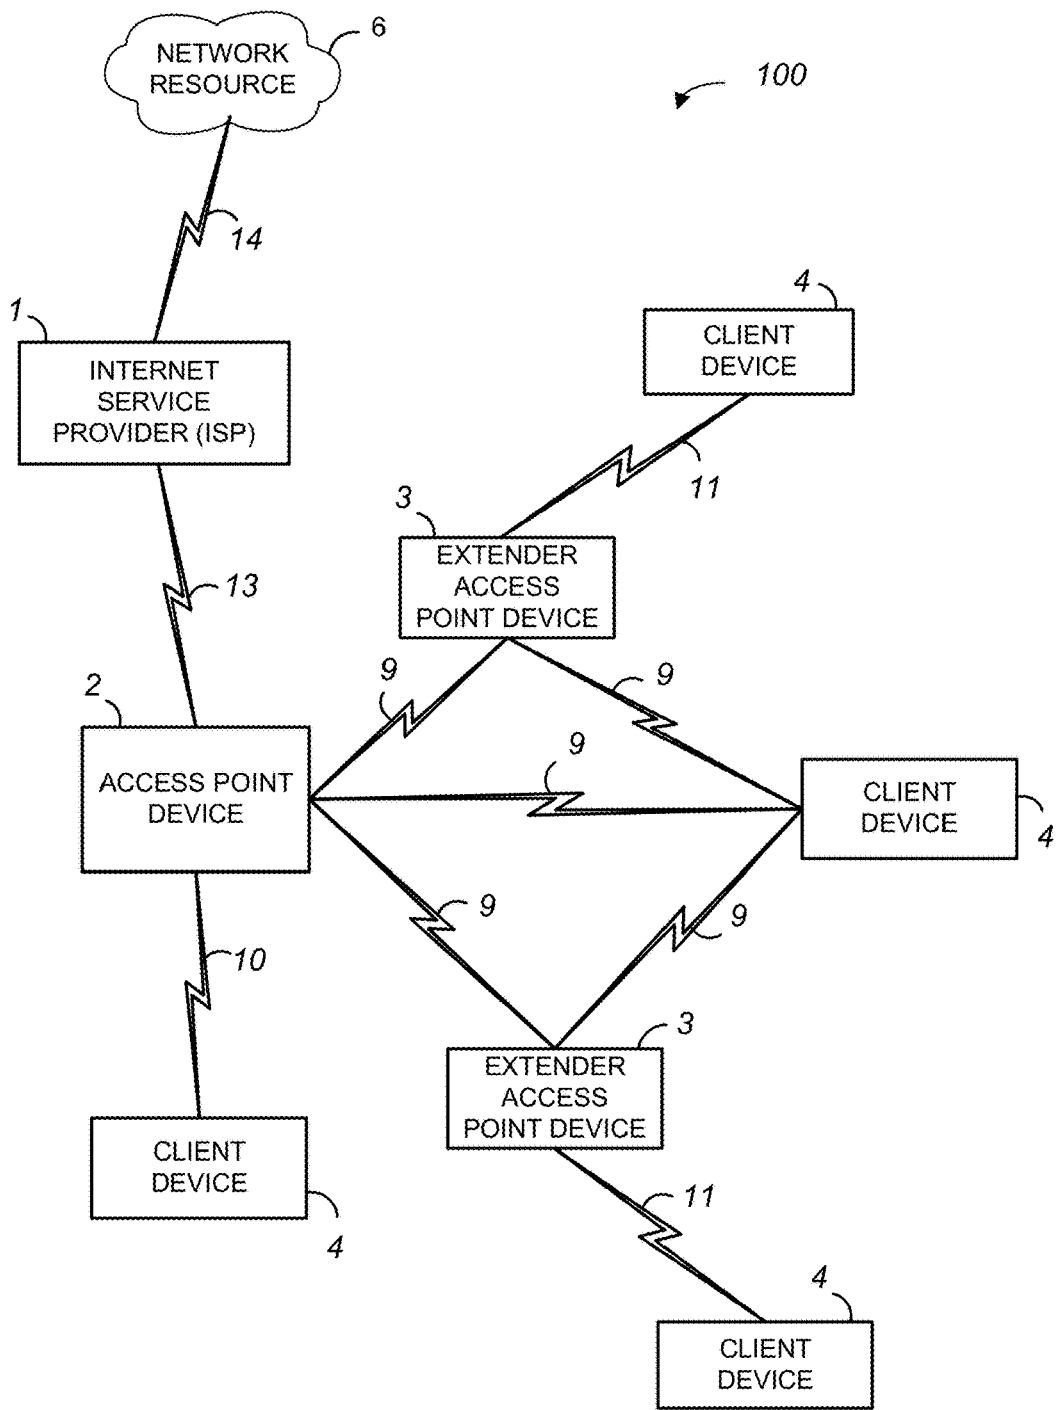 NETWORK
RESOURCE
6
100
14
1
INTERNET
SERVICE
PROVIDER (ISP)
4
CLIENT
DEVICE
11
3
EXTENDER
ACCESS
POINT DEVICE
13
2
ACCESS POINT
DEVICE
9
9
9
CLIENT
DEVICE
4
9
9
10
3
EXTENDER
ACCESS
POINT DEVICE
CLIENT
DEVICE
4
11
4
CLIENT
DEVICE